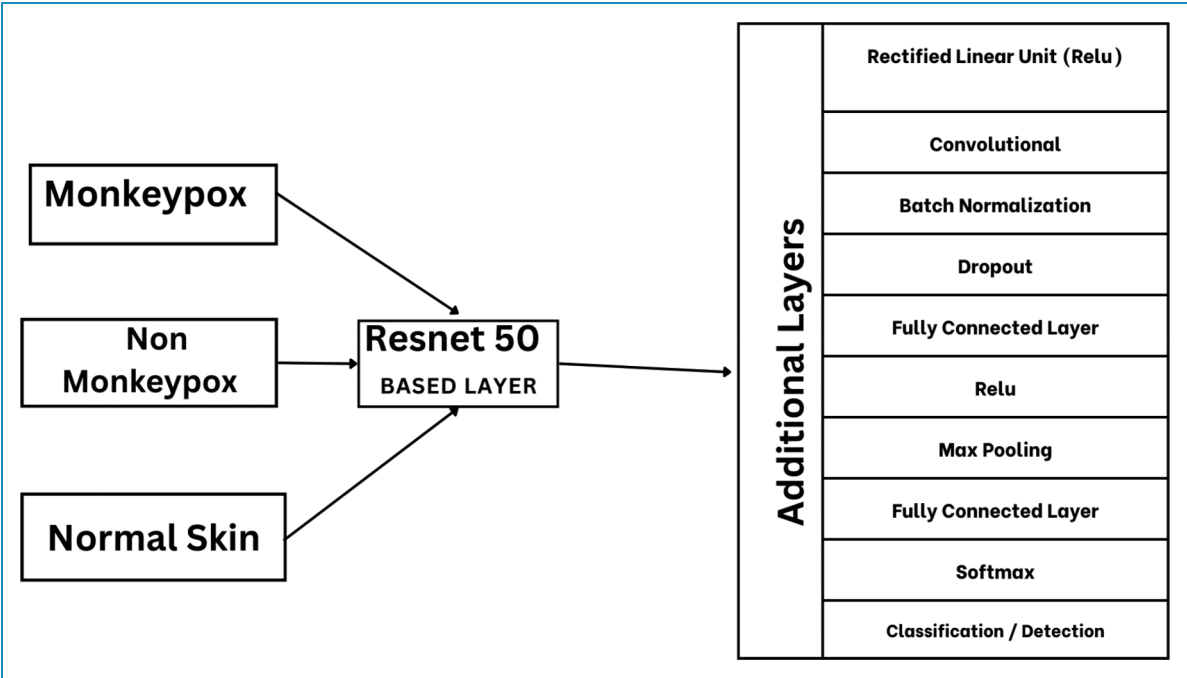 Monkeypox
Non
Monkeypox
Normal Skin
Resnet 50
BASED LAYER
Additional Layers
Rectified Linear Unit (Relu)
Convolutional
Batch Normalization
Dropout
Fully Connected Layer
Relu
Max Pooling
Fully Connected Layer
Softmax
Classification / Detection